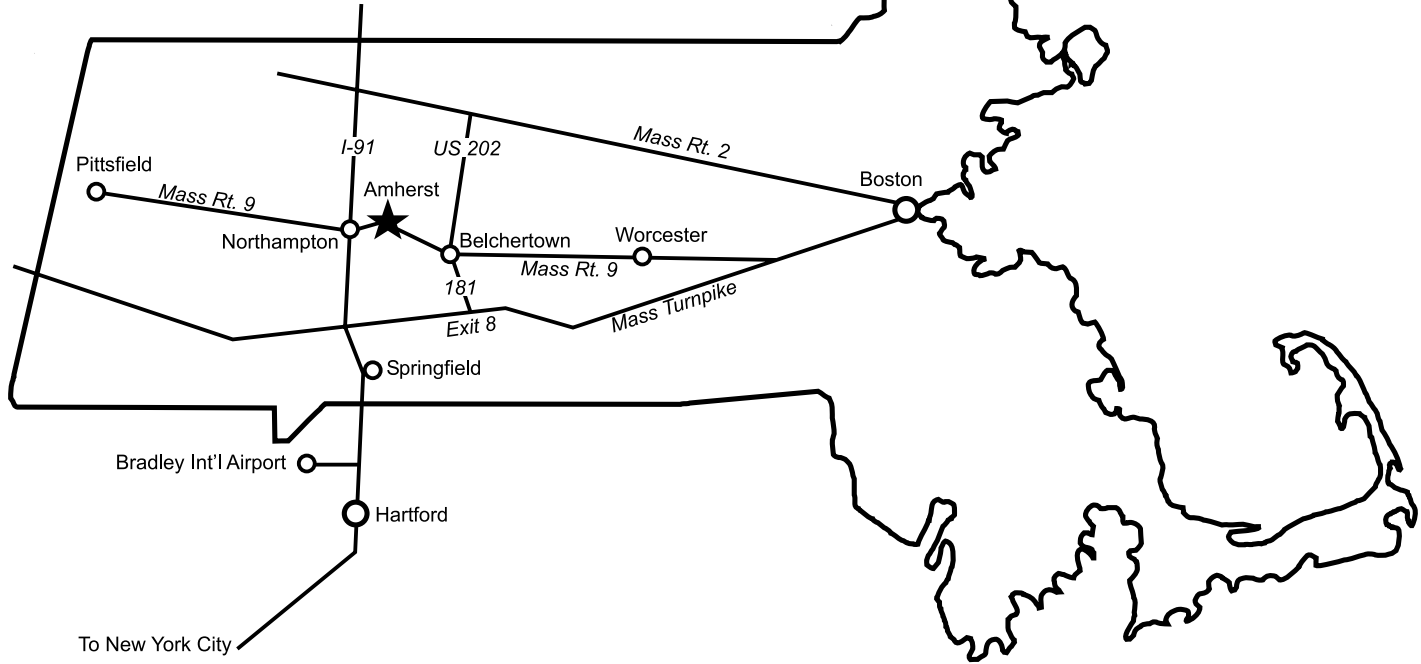 I-91
US 202
Mass Rt. 2
Pittsfield
Mass Rt. 9
Amherst
Boston
Northampton
Belchertown
Worcester
Mass Rt. 9
181
Exit 8
Mass Turnpike
Springfield
Bradley Int'l Airport
Hartford
To New York City